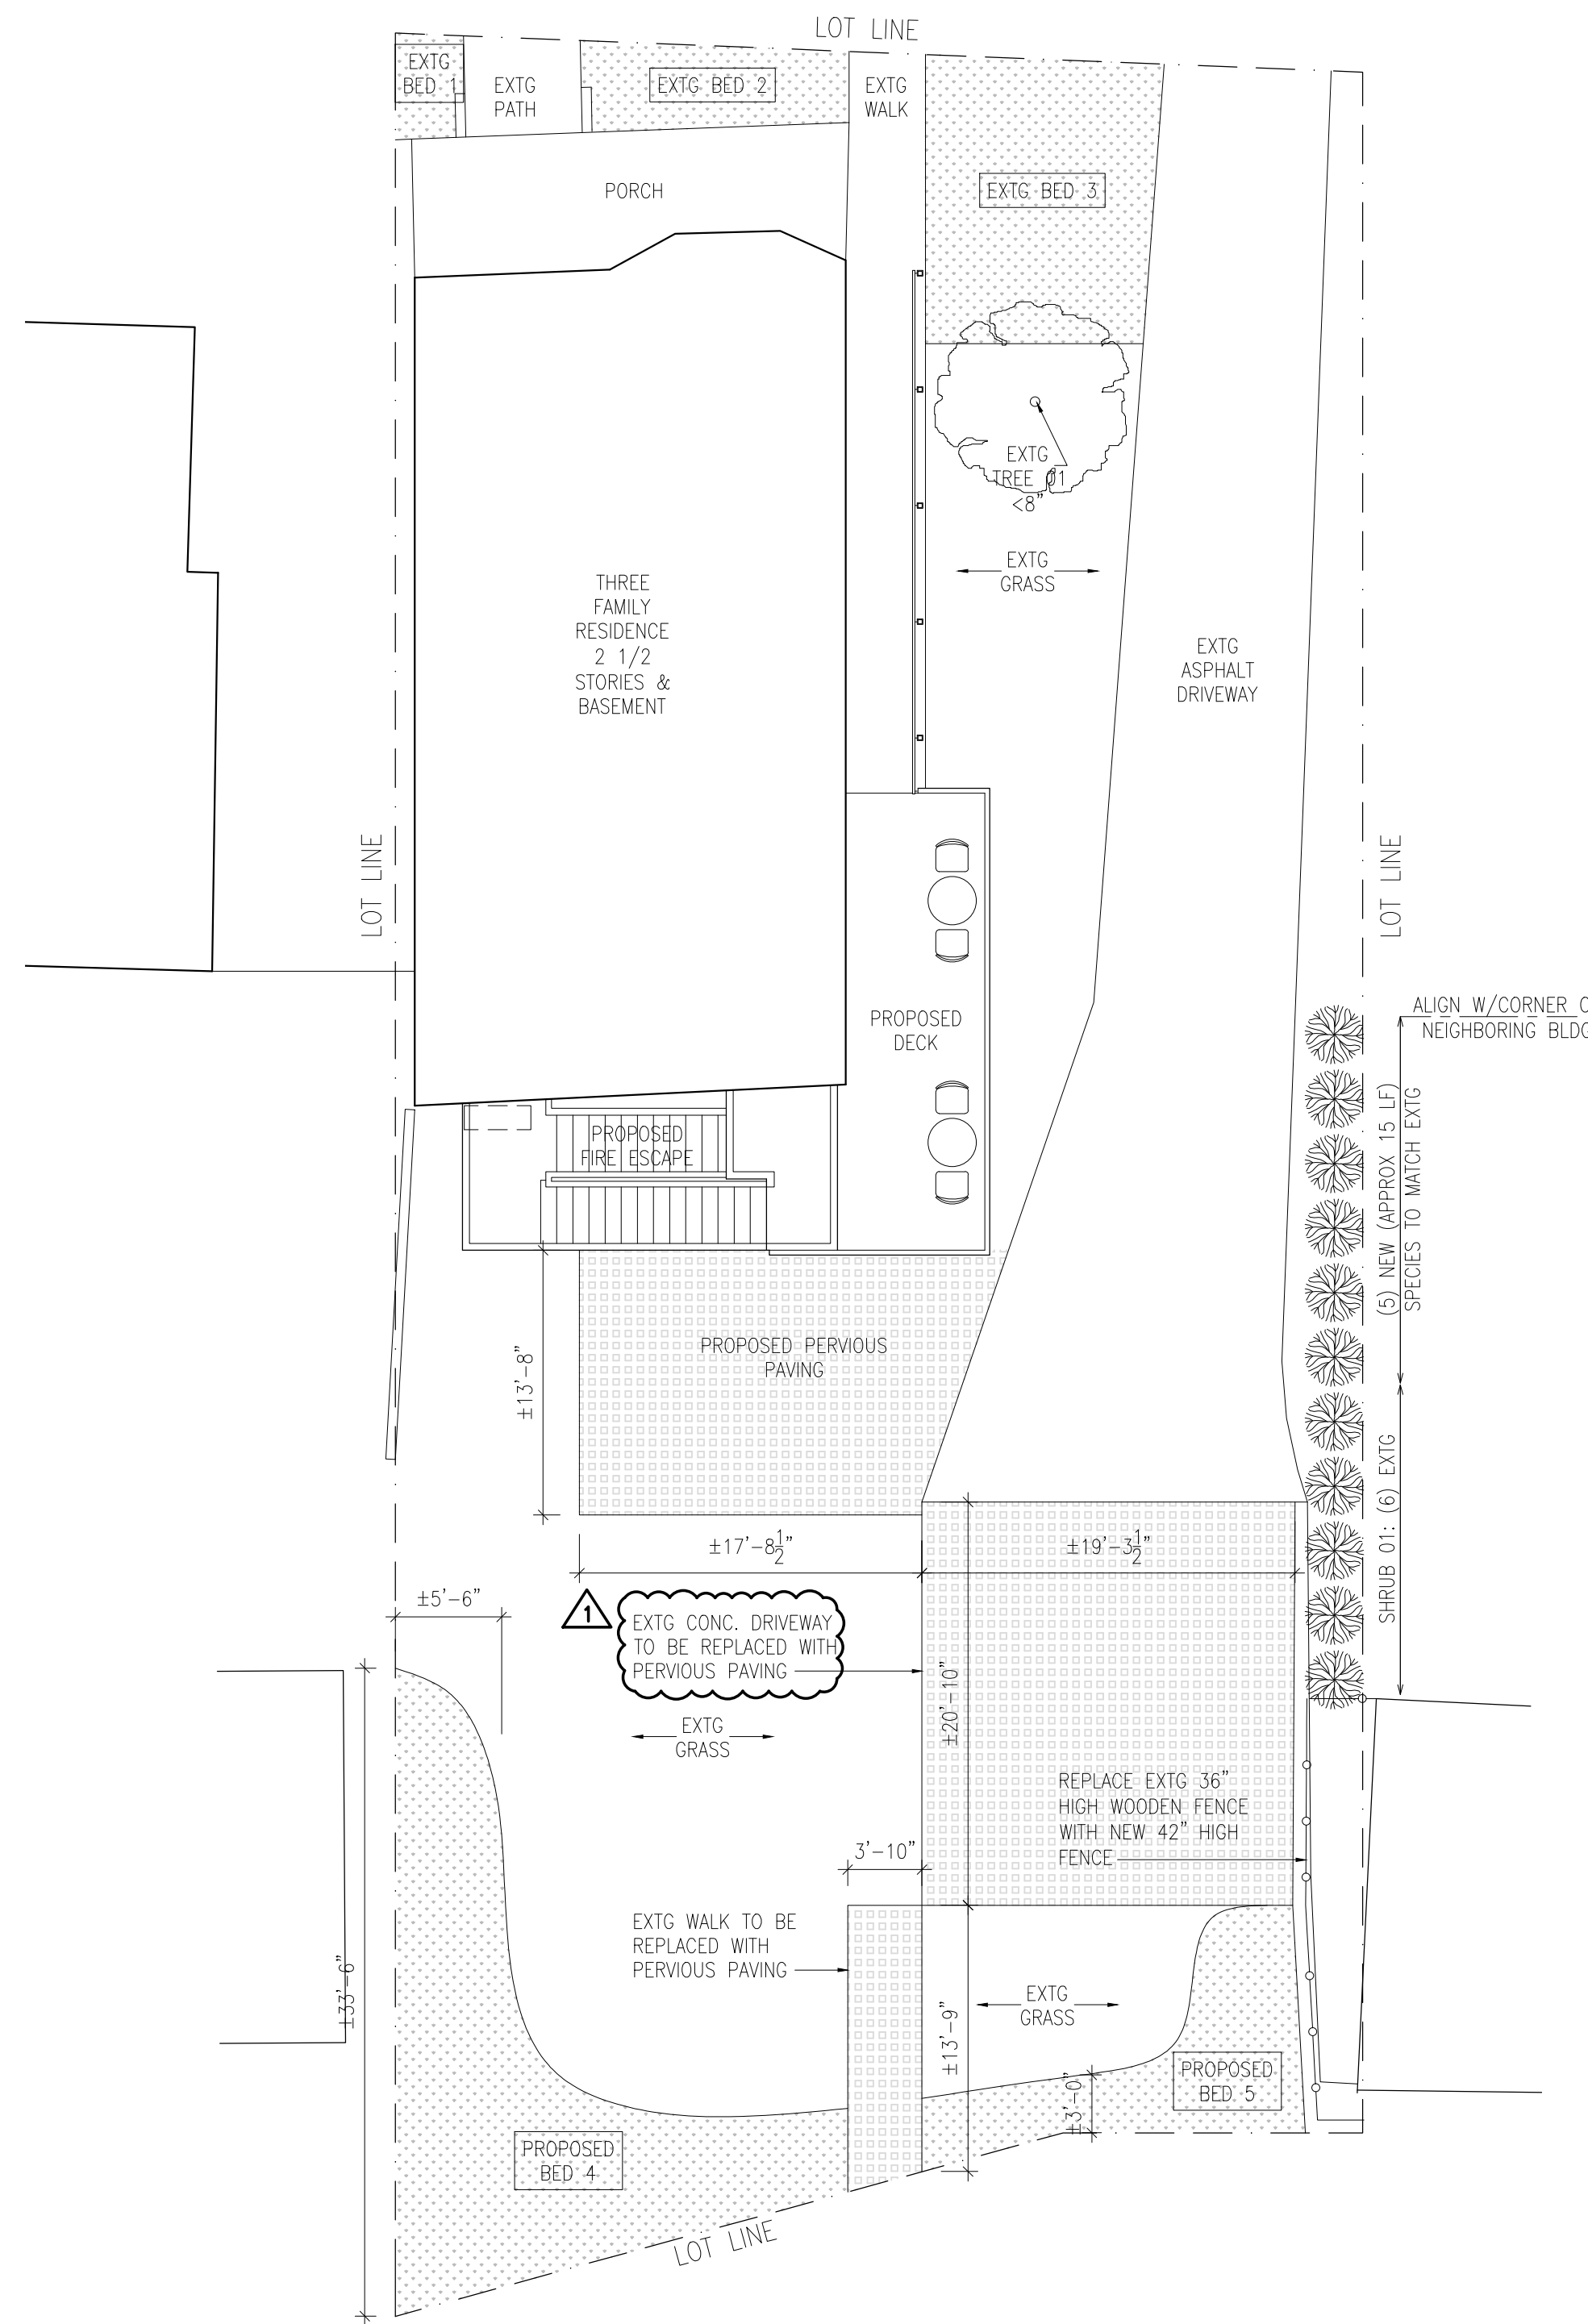 LOT LINE
EXTG
BED 1
EXTG
PATH
EXTG BED 2
EXTG
WALK
PORCH
EXTG BED 3
EXTG
TREE 01
<8"
EXTG
GRASS
THREE
FAMILY
RESIDENCE
2 1/2
STORIES &
BASEMENT
EXTG
ASPHALT
DRIVEWAY
LOT LINE
LOT LINE
ALIGN W/CORNER
NEIGHBORING BLDG
PROPOSED
DECK
(5) NEW (APPROX 15 LF)
SPECIES TO MATCH EXTG
PROPOSED
FIRE ESCAPE
PROPOSED PERVIOUS
PAVING
±13'-8"
SHRUB 01: (6) EXTG
±17'-8½"
±19'-3½"
±5'-6"
1
EXTG CONC. DRIVEWAY
TO BE REPLACED WITH
PERVIOUS PAVING
±20'-10"
EXTG
GRASS
REPLACE EXTG 36"
HIGH WOODEN FENCE
WITH NEW 42" HIGH
FENCE
3'-10"
EXTG WALK TO BE
REPLACED WITH
PERVIOUS PAVING
±33'-6"
EXTG
GRASS
±13'-9"
PROPOSED
BED 5
±3'-0"
PROPOSED
BED 4
LOT LINE